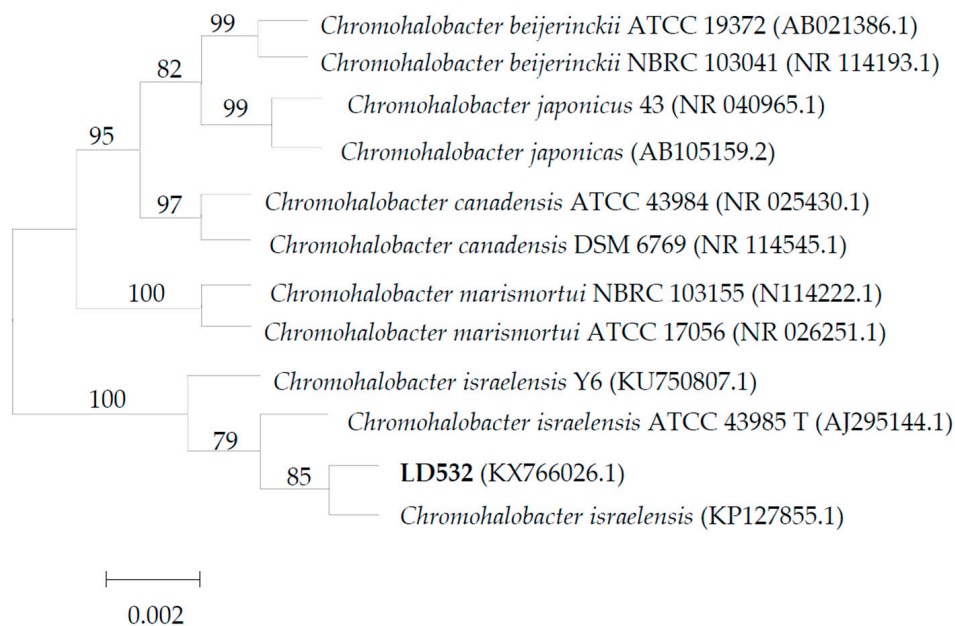 99
Chromohalobacter beijerinckii ATCC 19372 (AB021386.1)
82
Chromohalobacter beijerinckii NBRC 103041 (NR 114193.1)
99
Chromohalobacter japonicus 43 (NR 040965.1)
95
Chromohalobacter japonicas (AB105159.2)
97
Chromohalobacter canadensis ATCC 43984 (NR 025430.1)
Chromohalobacter canadensis DSM 6769 (NR 114545.1)
100
Chromohalobacter marismortui NBRC 103155 (N114222.1)
Chromohalobacter marismortui ATCC 17056 (NR 026251.1)
100
Chromohalobacter israelensis Y6 (KU750807.1)
79
Chromohalobacter israelensis ATCC 43985 T (AJ295144.1)
85
LD532 (KX766026.1)
Chromohalobacter israelensis (KP127855.1)
0.002